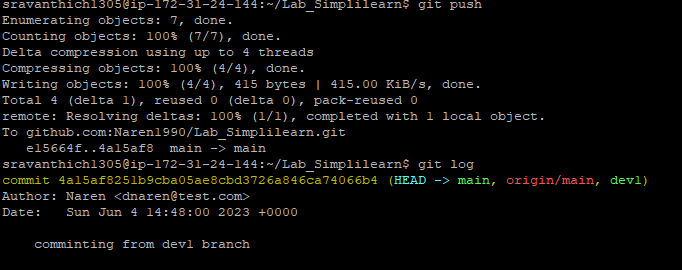 sravanthich1305@ip-172-31-24-144:~/Lab_Simplilearn$ git push
Enumerating objects: 7, done.
Counting objects: 100% (7/7), done.
Delta compression using up to 4 threads
Compressing objects: 100% (4/4), done.
Writing objects: 100% (4/4), 415 bytes | 415.00 KiB/s, done.
Total 4 (delta 1), reused 0 (delta 0), pack-reused 0
remote: Resolving deltas: 100% (1/1), completed with 1 local object.
To github.com:Naren1990/Lab_Simplilearn.git
   e15664f..4a15af8  main -> main
sravanthich1305@ip-172-31-24-144:~/Lab_Simplilearn$ git log
commit 4a15af8251b9cba05ae8cbd3726a846ca74066b4 (HEAD -> main, origin/main, dev1)
Author: Naren <dnaren@test.com>
Date:   Sun Jun 4 14:48:00 2023 +0000
    comminting from dev1 branch